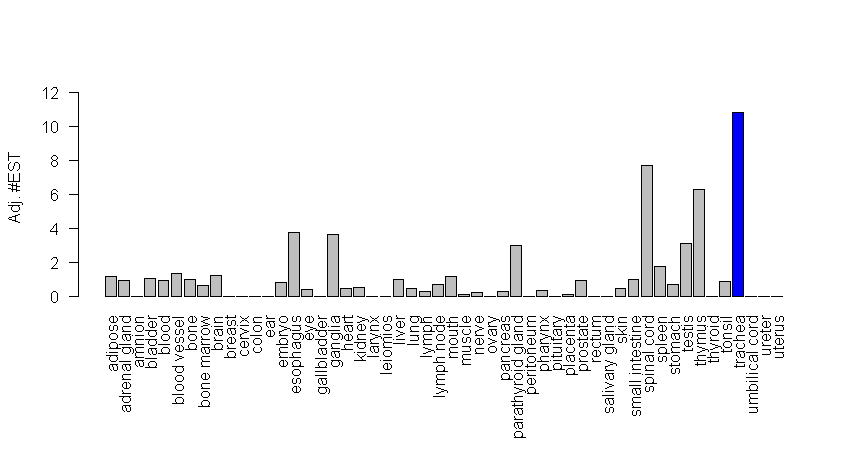 Adj. #EST
12
10
8
6
4
2
0
adipose
adrenal gland
amnion
bladder
blood
blood vessel
bone
bone marrow
brain
breast
cervix
colon
ear
embryo
esophagus
eye
gallbladder
ganglia
heart
kidney
larynx
leiomios
liver
lung
lymph
lymph node
mouth
muscle
nerve
ovary
pancreas
parathyroid gland
peritoneum
pharynx
pituitary
placenta
prostate
rectum
salivary gland
skin
small intestine
spinal cord
spleen
stomach
testis
thymus
thyroid
tonsil
trachea
umbilical cord
ureter
uterus